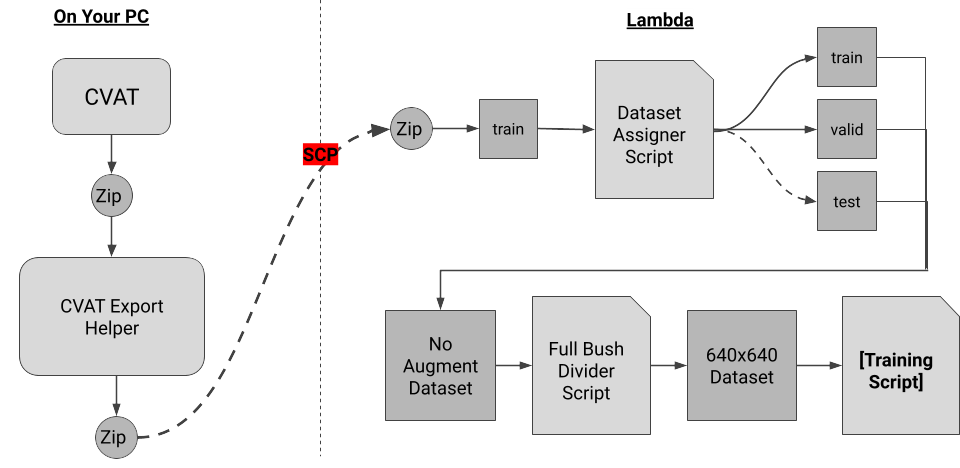 On Your PC
CVAT
Zip
CVAT Export
Helper
Zip
SCP
Lambda
Zip
train
Dataset
Assigner
Script
train
valid
test
No
Augment
Dataset
Full Bush
Divider
Script
640x640
Dataset
[Training
Script]